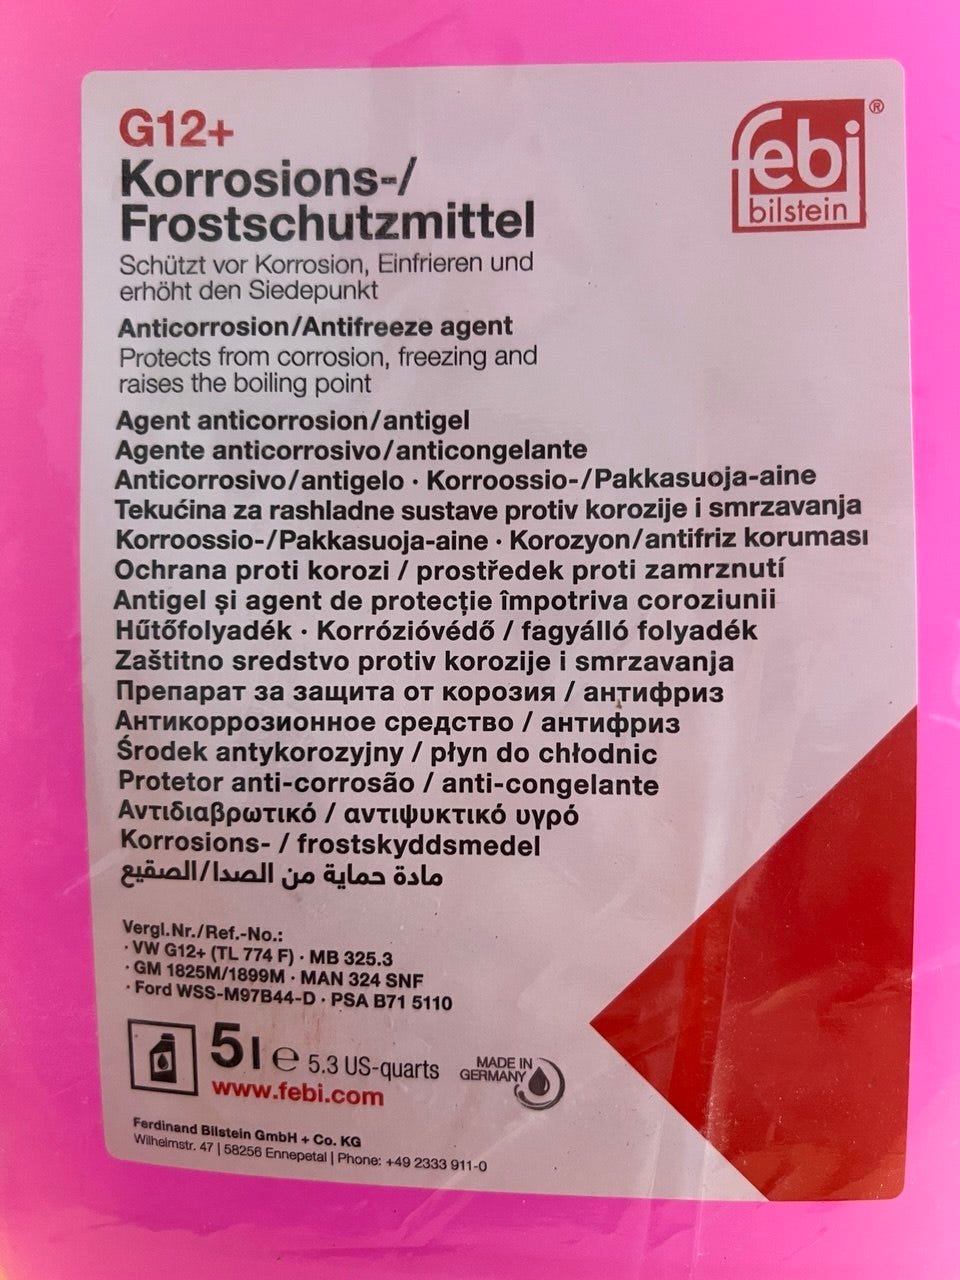 G12+
febi®
bilstein
Korrosions-/
Frostschutzmittel
Schützt vor Korrosion, Einfrieren und
erhöht den Siedepunkt
Anticorrosion/Antifreeze agent
Protects from corrosion, freezing and
raises the boiling point
Agent anticorrosion/antigel
Agente anticorrosivo/anticongelante
Anticorrosivo/antigelo · Korroossio-/Pakkasuoja-aine
Tekućina za rashladne sustave protiv korozije i smrzavanja
Korroossio-/Pakkasuoja-aine · Korozyon/antifriz koruması
Ochrana proti korozi / prostředek proti zamrznutí
Antigel și agent de protecție împotriva coroziunii
Hűtőfolyadék · Korrózióvédő / fagyálló folyadék
Zaštitno sredstvo protiv korozije i smrzavanja
Препарат за защита от корозия / антифриз
Антикоррозионное средство / антифриз
Środek antykorozyjny / płyn do chłodnic
Protetor anti-corrosão / anti-congelante
Αντιδιαβρωτικό / αντιψυκτικό υγρό
Korrosions- / frostskyddsmedel
مادة حماية من الصدا/الصقيع
Vergl.Nr./Ref.-No.:
· VW G12+ (TL 774 F) · MB 325.3
· GM 1825M/1899M · MAN 324 SNF
· Ford WSS-M97B44-D · PSA B71 5110
5l e 5.3 US-quarts
MADE IN
GERMANY
www.febi.com
Ferdinand Bilstein GmbH + Co. KG
Wilhelmstr. 47 | 58256 Ennepetal | Phone: +49 2333 911-0